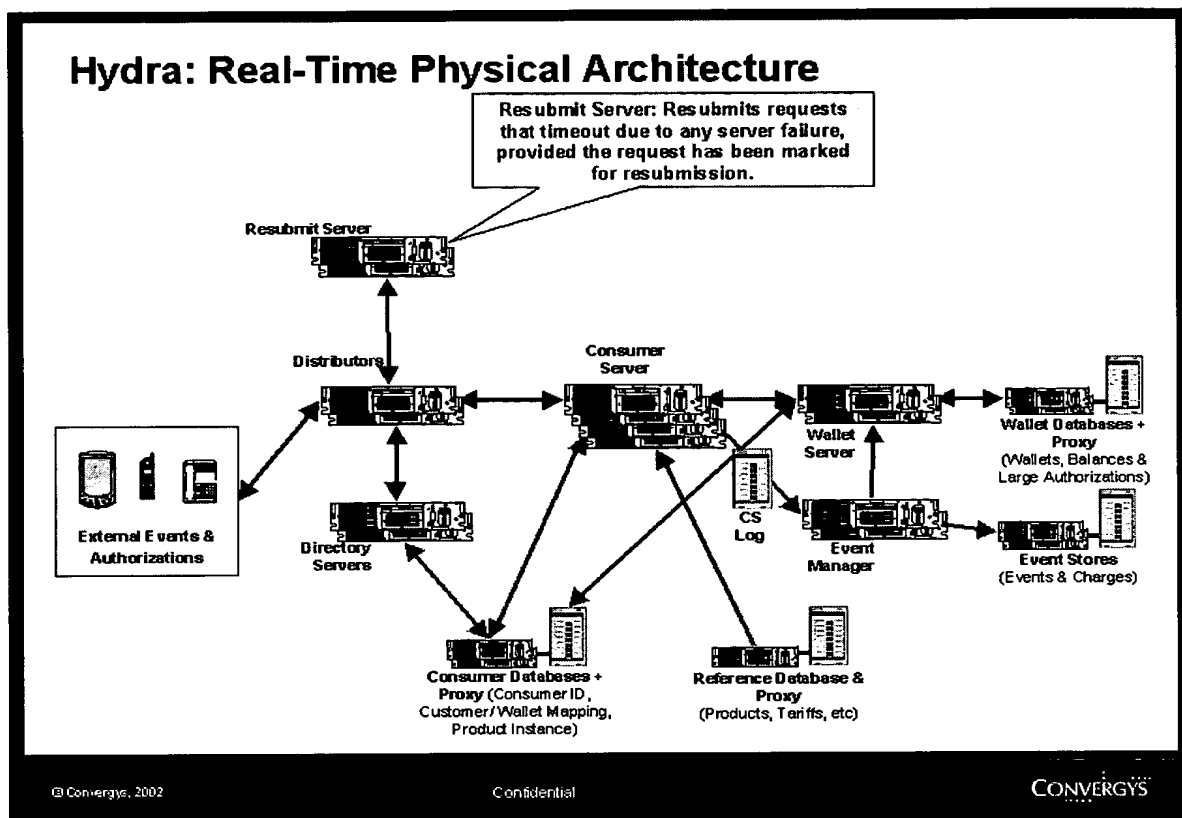 Hydra: Real-Time Physical Architecture
Resubmit Server: Resubmits requests
that timeout due to any server failure,
provided the request has been marked
for resubmission.
Resubmit Server
Distributors
Consumer
Server
Wallet
Server
Wallet Databases +
Proxy
(Wallets, Balances &
Large Authorizations)
External Events &
Authorizations
Directory
Servers
CS
Log
Event
Manager
Event Stores
(Events & Charges)
Consumer Databases +
Proxy (Consumer ID,
Customer/Wallet Mapping,
Product Instance)
Reference Database &
Proxy
(Products, Tariffs, etc)
© Convergys, 2002
Confidential
CONVERGYS